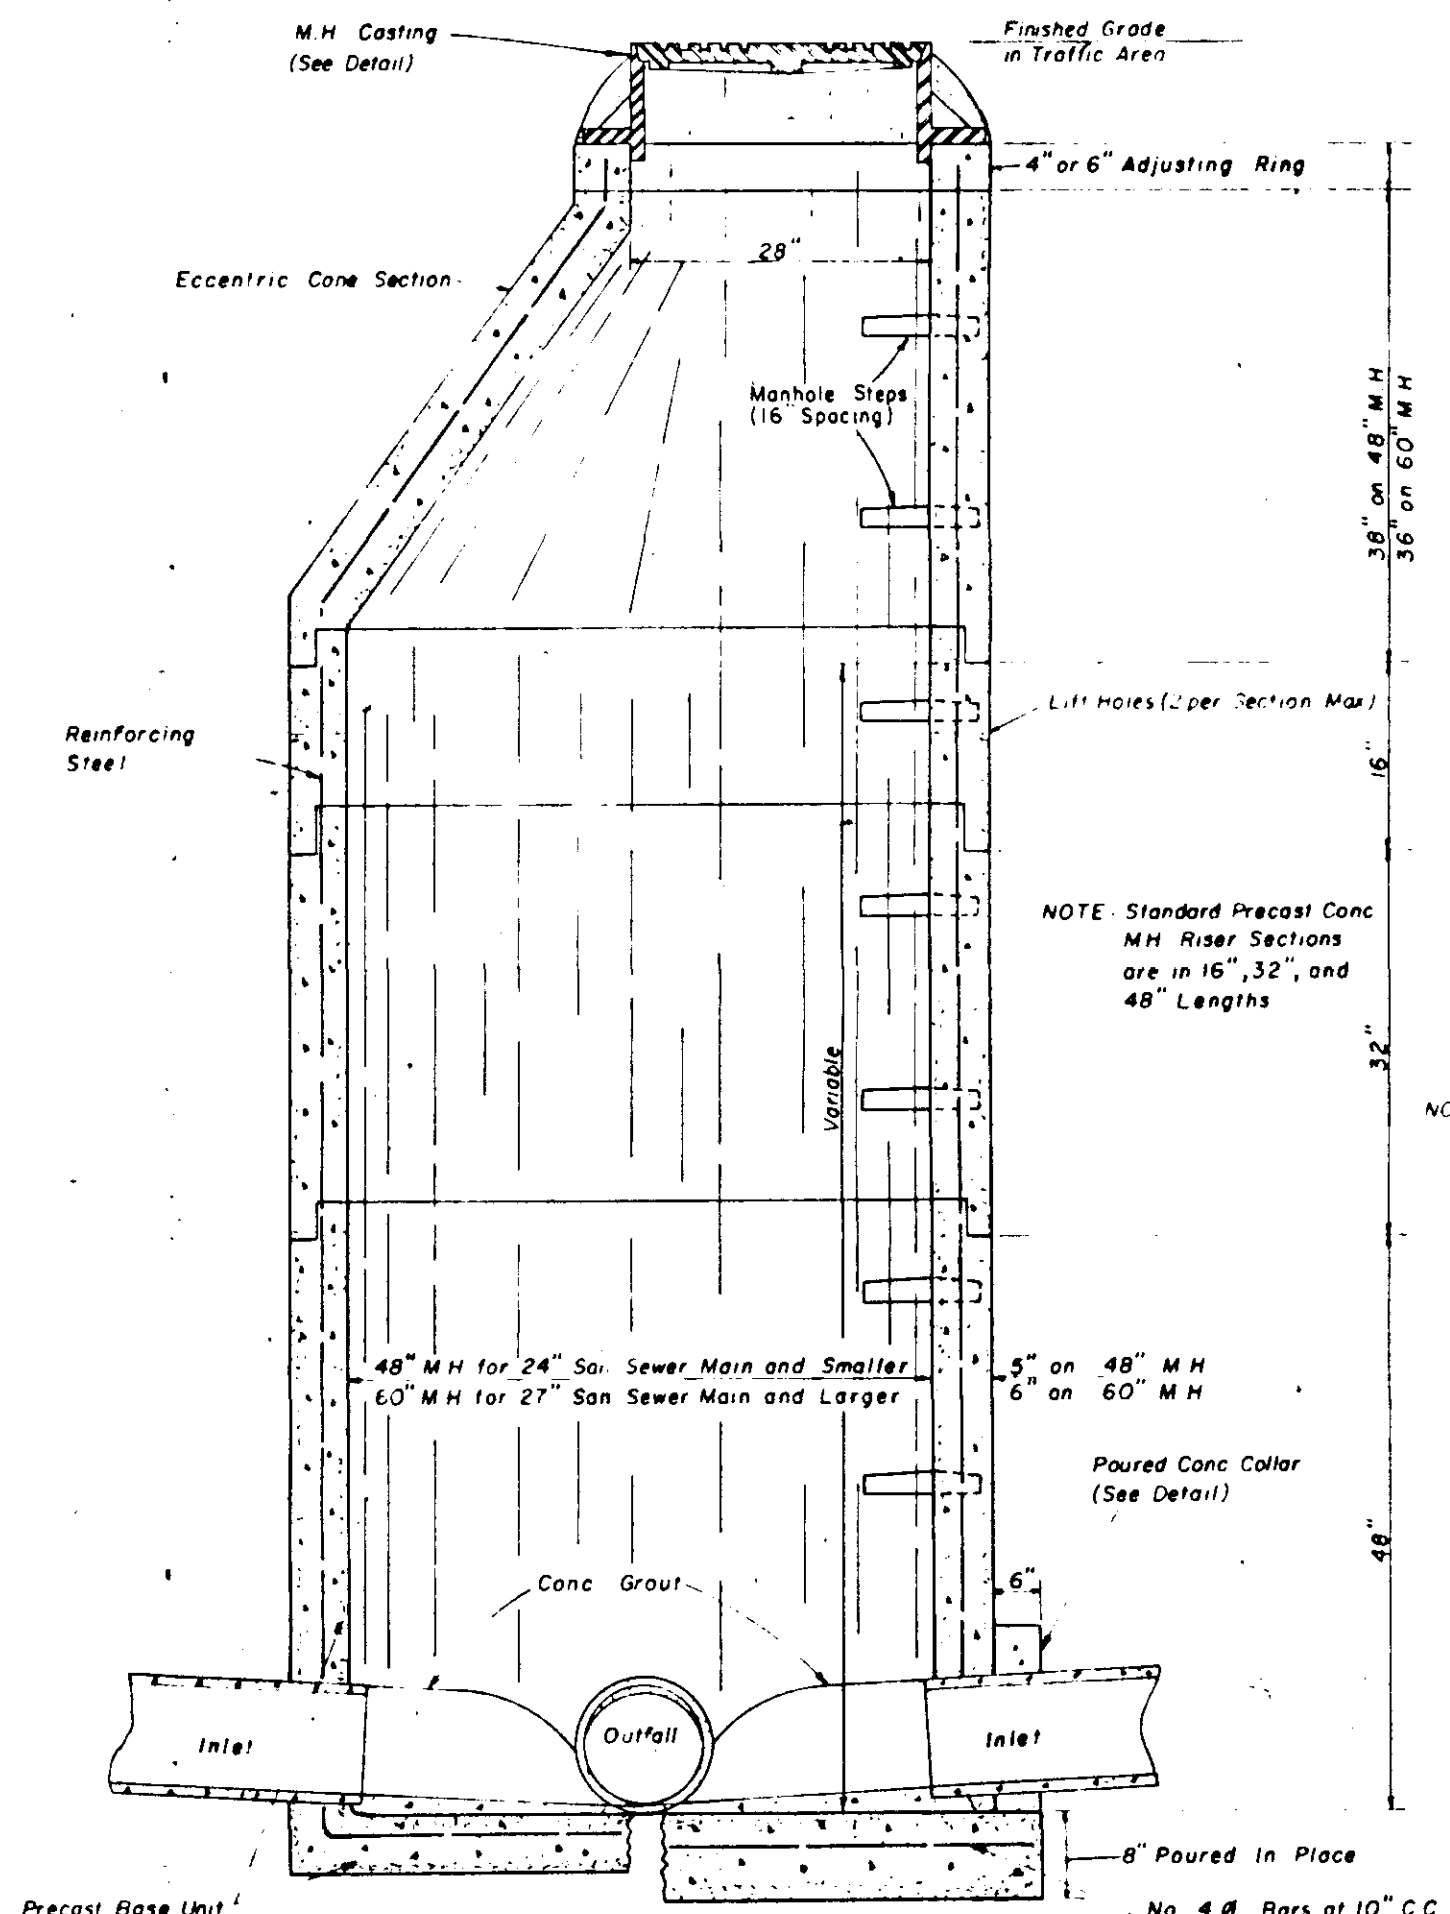 M.H Casting
(See Detail)
Finished Grade
in Traffic Area
4" or 6" Adjusting Ring
28"
Eccentric Cone Section
Manhole Steps
(16" Spacing)
38" on 48" M.H
36" on 60" M H
Lift Holes (2 per Section Max)
Reinforcing
Steel
16"
NOTE: Standard Precast Conc
MH Riser Sections
are in 16", 32", and
48" Lengths
32"
Variable
NO
48" M H for 24" San Sewer Main and Smaller
60" M H for 27" San Sewer Main and Larger
5" on 48" M H
6" on 60" M H
Poured Conc Collar
(See Detail)
48"
Conc Grout
6"
Inlet
Outfall
Inlet
8" Poured In Place
Precast Base Unit
No. 4 Ø Bars at 10" C.C